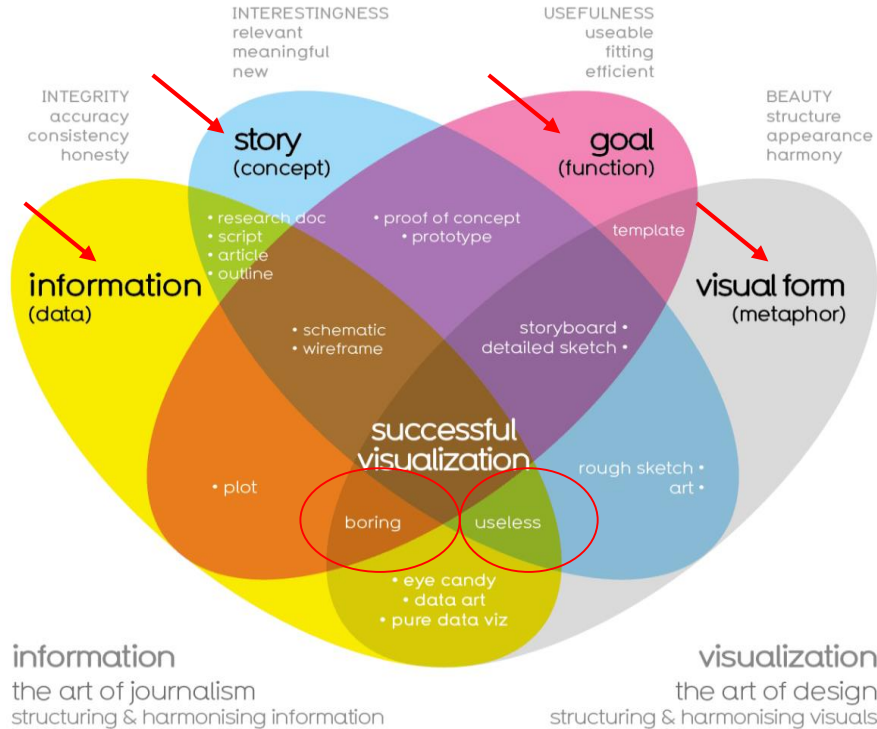 INTERESTINGNESS
relevant
meaningful
new
USEFULNESS
useable
fitting
efficient
INTEGRITY
accuracy
consistency
honesty
BEAUTY
structure
appearance
harmony
story
(concept)
goal
(function)
• research doc
• script
• article
• outline
• proof of concept
• prototype
template
information
(data)
visual form
(metaphor)
• schematic
• wireframe
storyboard •
detailed sketch •
successful
visualization
• plot
rough sketch •
art •
boring
useless
• eye candy
• data art
• pure data viz
information
the art of journalism
structuring & harmonising information
visualization
the art of design
structuring & harmonising visuals